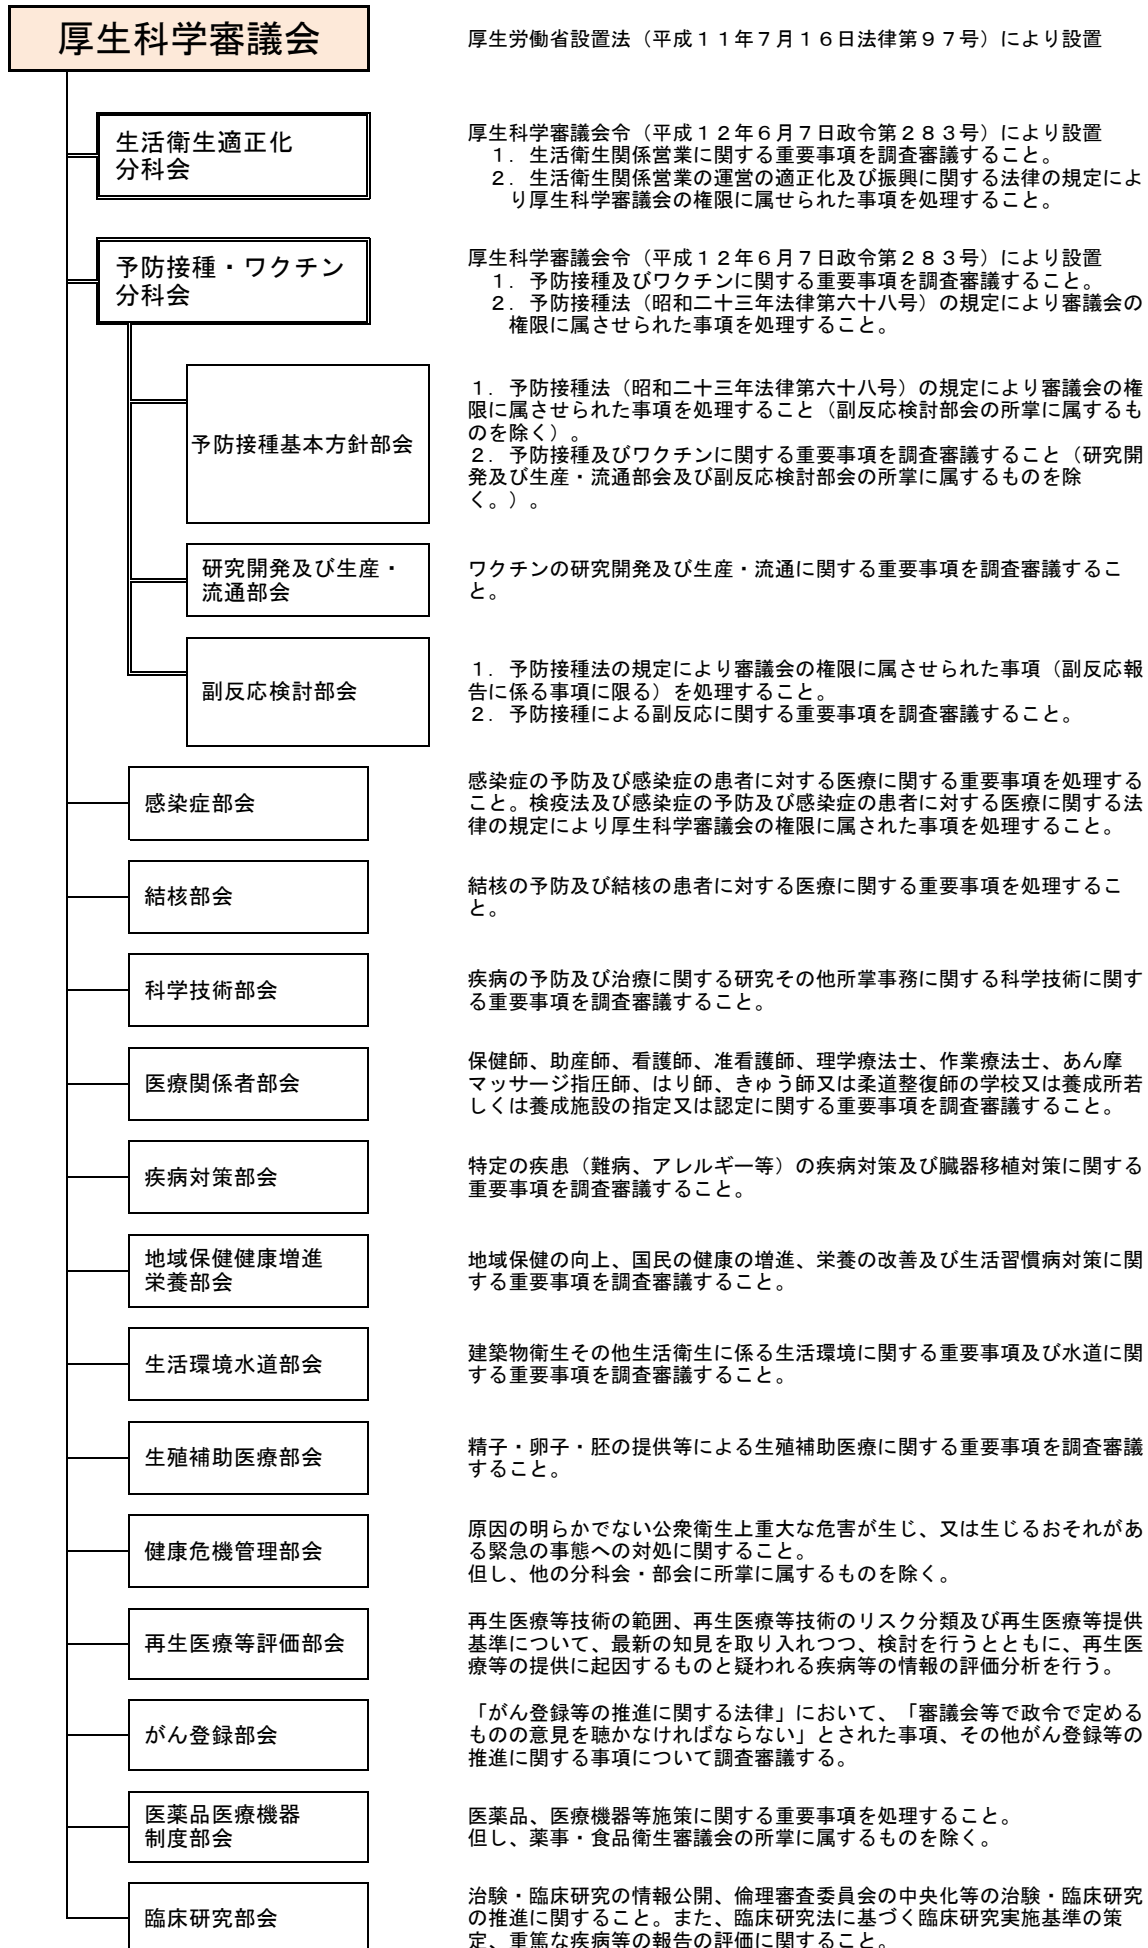 厚生科学審議会
厚生労働省設置法（平成１１年７月１６日法律第９７号）により設置
生活衛生適正化
分科会
厚生科学審議会令（平成１２年６月７日政令第２８３号）により設置
１．生活衛生関係営業に関する重要事項を調査審議すること。
２．生活衛生関係営業の運営の適正化及び振興に関する法律の規定によ
り厚生科学審議会の権限に属せられた事項を処理すること。
予防接種・ワクチン
分科会
厚生科学審議会令（平成１２年６月７日政令第２８３号）により設置
１．予防接種及びワクチンに関する重要事項を調査審議すること。
２．予防接種法（昭和二十三年法律第六十八号）の規定により審議会の
権限に属させられた事項を処理すること。
予防接種基本方針部会
１．予防接種法（昭和二十三年法律第六十八号）の規定により審議会の権
限に属させられた事項を処理すること（副反応検討部会の所掌に属するも
のを除く）。
２．予防接種及びワクチンに関する重要事項を調査審議すること（研究開
発及び生産・流通部会及び副反応検討部会の所掌に属するものを除
く。）。
研究開発及び生産・
流通部会
ワクチンの研究開発及び生産・流通に関する重要事項を調査審議するこ
と。
副反応検討部会
１．予防接種法の規定により審議会の権限に属させられた事項（副反応報
告に係る事項に限る）を処理すること。
２．予防接種による副反応に関する重要事項を調査審議すること。
感染症部会
感染症の予防及び感染症の患者に対する医療に関する重要事項を処理する
こと。検疫法及び感染症の予防及び感染症の患者に対する医療に関する法
律の規定により厚生科学審議会の権限に属された事項を処理すること。
結核部会
結核の予防及び結核の患者に対する医療に関する重要事項を処理するこ
と。
科学技術部会
疾病の予防及び治療に関する研究その他所掌事務に関する科学技術に関す
る重要事項を調査審議すること。
医療関係者部会
保健師、助産師、看護師、准看護師、理学療法士、作業療法士、あん摩
マッサージ指圧師、はり師、きゅう師又は柔道整復師の学校又は養成所若
しくは養成施設の指定又は認定に関する重要事項を調査審議すること。
疾病対策部会
特定の疾患（難病、アレルギー等）の疾病対策及び臓器移植対策に関する
重要事項を調査審議すること。
地域保健健康増進
栄養部会
地域保健の向上、国民の健康の増進、栄養の改善及び生活習慣病対策に関
する重要事項を調査審議すること。
生活環境水道部会
建築物衛生その他生活衛生に係る生活環境に関する重要事項及び水道に関
する重要事項を調査審議すること。
生殖補助医療部会
精子・卵子・胚の提供等による生殖補助医療に関する重要事項を調査審議
すること。
健康危機管理部会
原因の明らかでない公衆衛生上重大な危害が生じ、又は生じるおそれがあ
る緊急の事態への対処に関すること。
但し、他の分科会・部会に所掌に属するものを除く。
再生医療等評価部会
再生医療等技術の範囲、再生医療等技術のリスク分類及び再生医療等提供
基準について、最新の知見を取り入れつつ、検討を行うとともに、再生医
療等の提供に起因するものと疑われる疾病等の情報の評価分析を行う。
がん登録部会
「がん登録等の推進に関する法律」において、「審議会等で政令で定める
ものの意見を聴かなければならない」とされた事項、その他がん登録等の
推進に関する事項について調査審議する。
医薬品医療機器
制度部会
医薬品、医療機器等施策に関する重要事項を処理すること。
但し、薬事・食品衛生審議会の所掌に属するものを除く。
臨床研究部会
治験・臨床研究の情報公開、倫理審査委員会の中央化等の治験・臨床研究
の推進に関すること。また、臨床研究法に基づく臨床研究実施基準の策
定、重篤な疾病等の報告の評価に関すること。